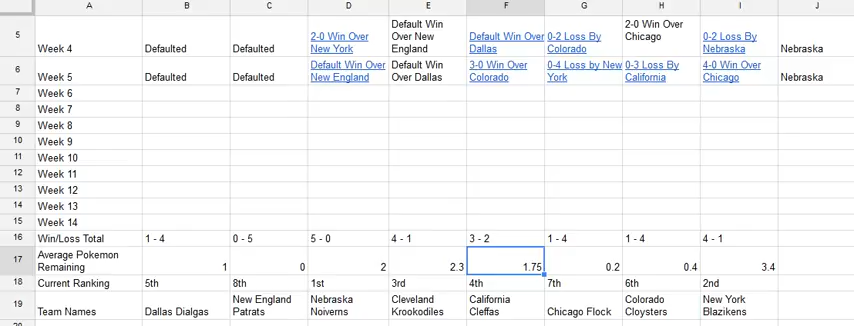 A B C D E F G H I J
5 Week 4 Defaulted Defaulted 2-0 Win Over New York Default Win Over New England Default Win Over Dallas 0-2 Loss By Colorado 2-0 Win Over Chicago 0-2 Loss By Nebraska Nebraska
6 Week 5 Defaulted Defaulted Default Win Over New England Default Win Over Dallas 3-0 Win Over Colorado 0-4 Loss by New York 0-3 Loss By California 4-0 Win Over Chicago Nebraska
7 Week 6
8 Week 7
9 Week 8
10 Week 9
11 Week 10
12 Week 11
13 Week 12
14 Week 13
15 Week 14
16 Win/Loss Total 1 - 4 0 - 5 5 - 0 4 - 1 3 - 2 1 - 4 1 - 4 4 - 1
17 Average Pokemon Remaining 1 0 2 2.3 1.75 0.2 0.4 3.4
18 Current Ranking 5th 8th 1st 3rd 4th 7th 6th 2nd
19 Team Names Dallas Dialgas New England Patrats Nebraska Noiverns Cleveland Krookodiles California Cleffas Chicago Flock Colorado Cloysters New York Blazikens